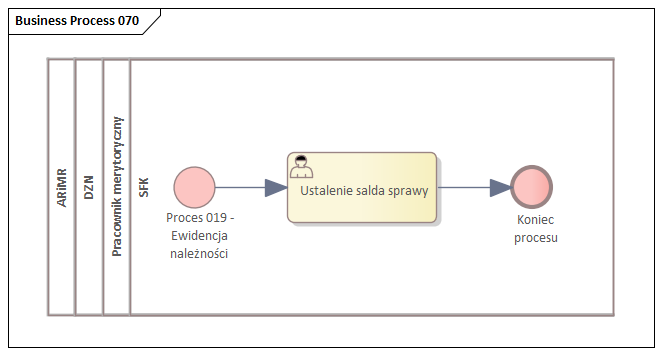 Business Process 070
ARiMR
DZN
Pracownik merytoryczny
SFK
Proces 019 -
Ewidencja
należności
Ustalenie salda sprawy
Koniec
procesu